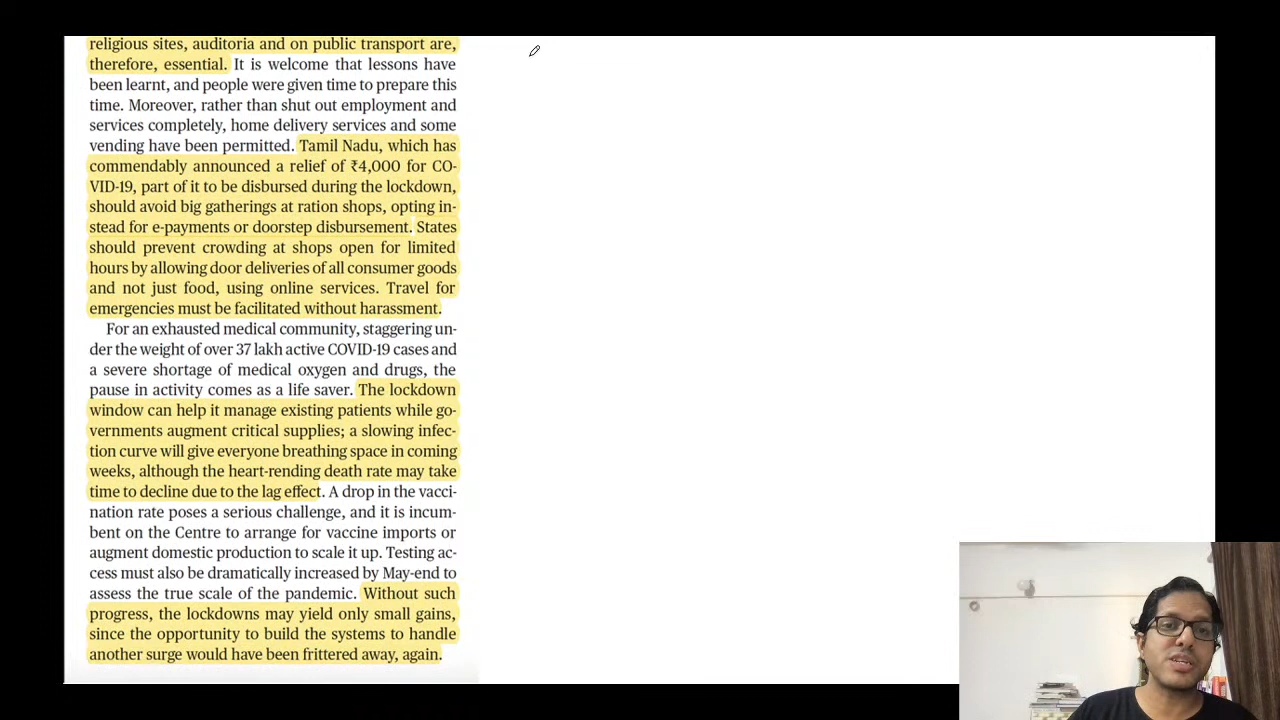 religious sites, auditoria and on public transport are,
therefore, essential. It is welcome that lessons have
been learnt, and people were given time to prepare this
time. Moreover, rather than shut out employment and
services completely, home delivery services and some
vending have been permitted. Tamil Nadu, which has
commendably announced a relief of ₹4,000 for CO-
VID-19, part of it to be disbursed during the lockdown,
should avoid big gatherings at ration shops, opting in-
stead for e-payments or doorstep disbursement. States
should prevent crowding at shops open for limited
hours by allowing door deliveries of all consumer goods
and not just food, using online services. Travel for
emergencies must be facilitated without harassment.
For an exhausted medical community, staggering un-
der the weight of over 37 lakh active COVID-19 cases and
a severe shortage of medical oxygen and drugs, the
pause in activity comes as a life saver. The lockdown
window can help it manage existing patients while go-
vernments augment critical supplies; a slowing infec-
tion curve will give everyone breathing space in coming
weeks, although the heart-rending death rate may take
time to decline due to the lag effect. A drop in the vacci-
nation rate poses a serious challenge, and it is incum-
bent on the Centre to arrange for vaccine imports or
augment domestic production to scale it up. Testing ac-
cess must also be dramatically increased by May-end to
assess the true scale of the pandemic. Without such
progress, the lockdowns may yield only small gains,
since the opportunity to build the systems to handle
another surge would have been frittered away, again.